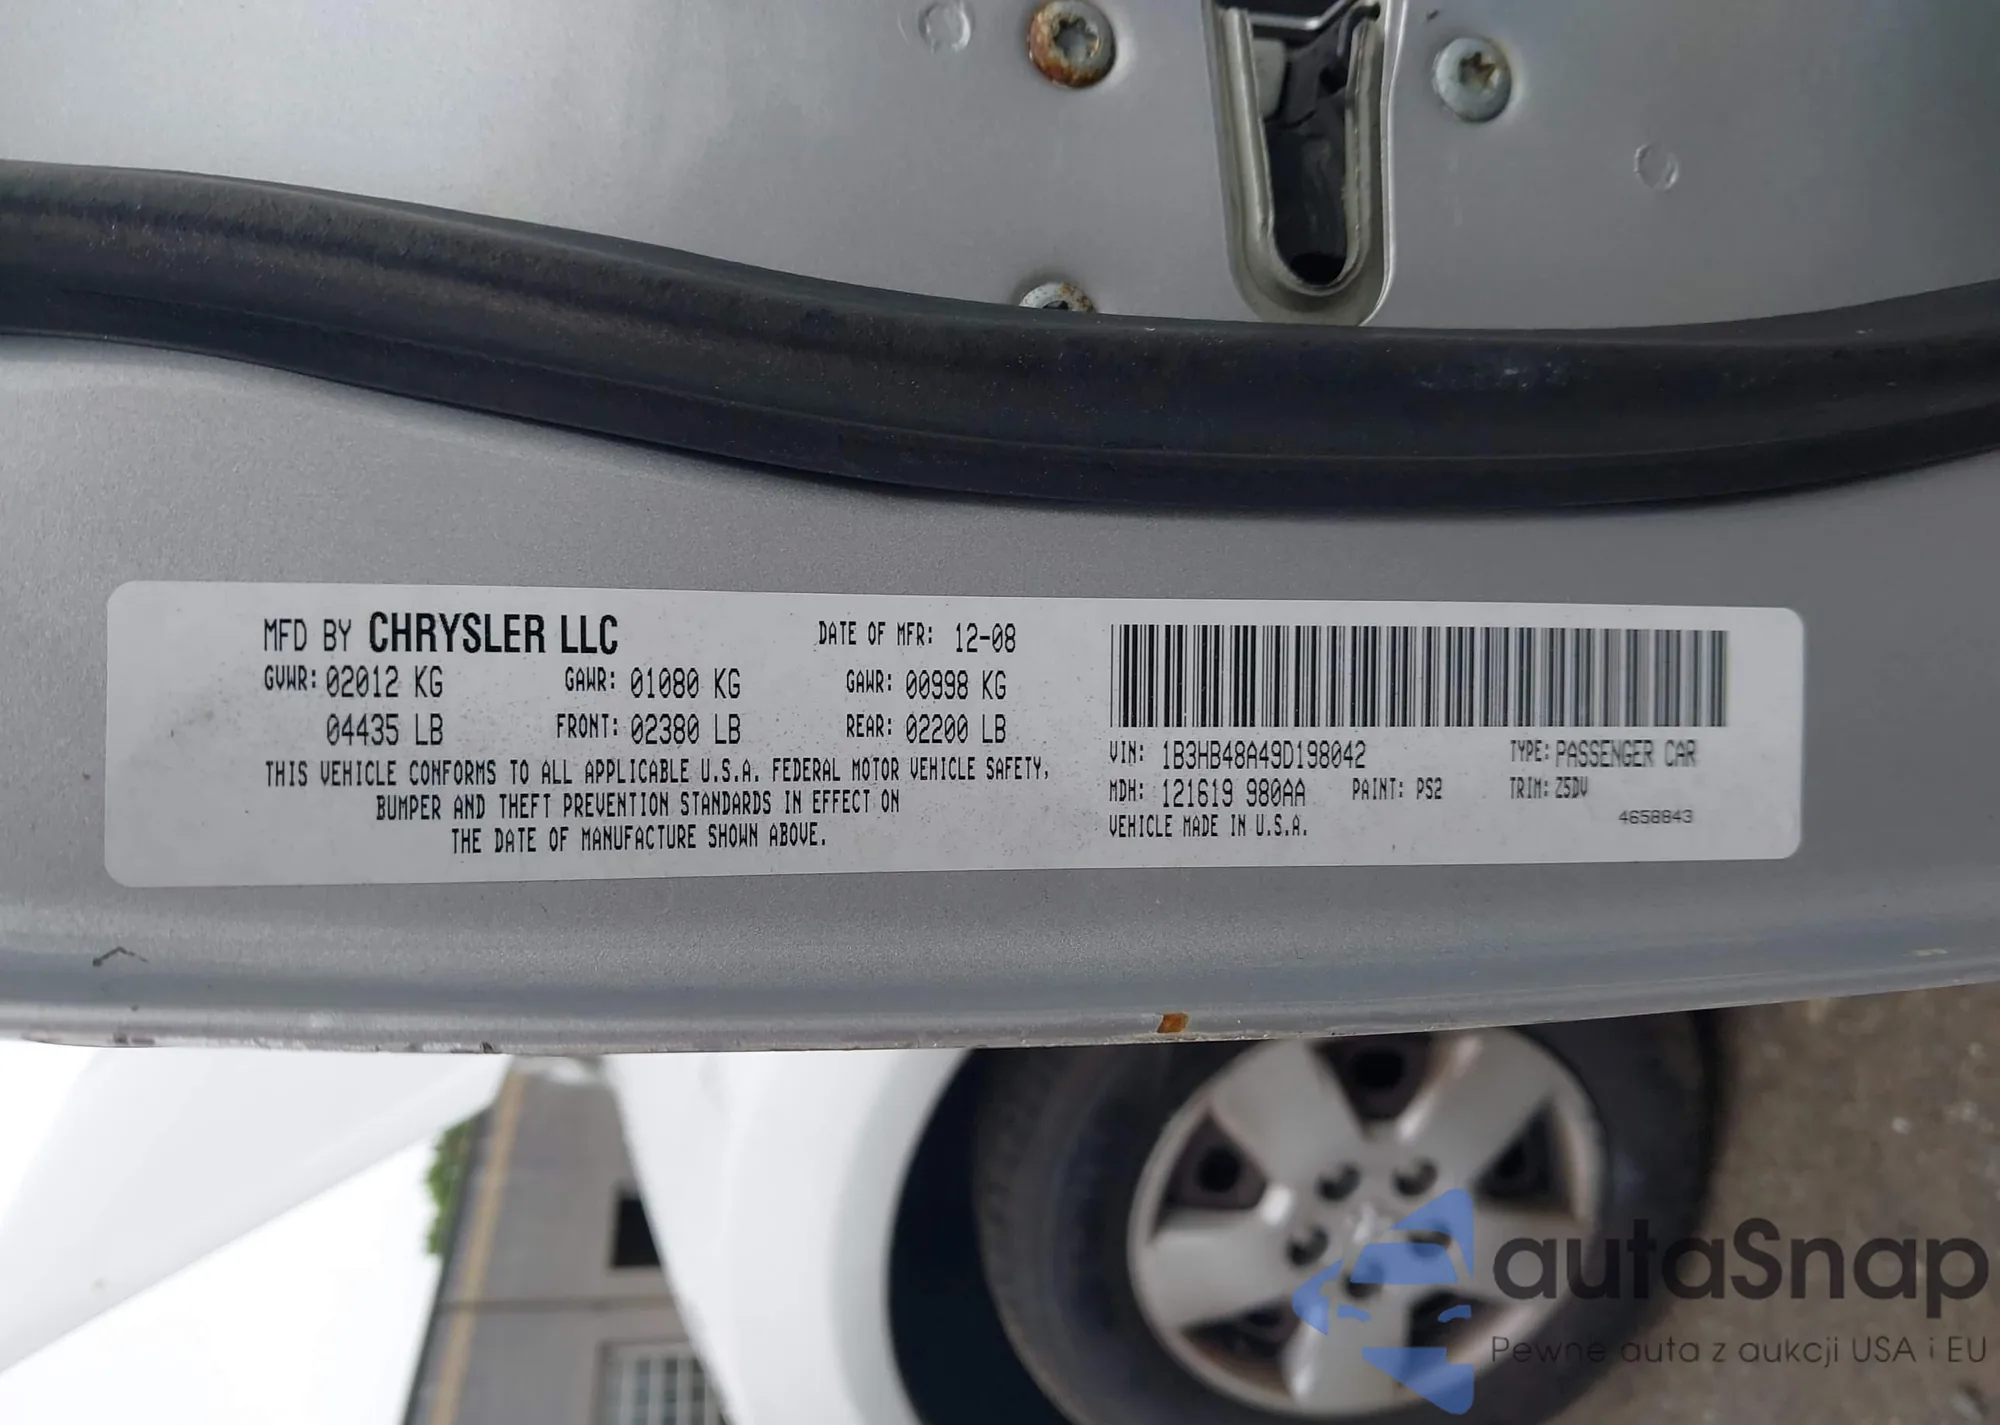 MFD BY CHRYSLER LLC DATE OF MFR: 12-08
GVWR: 02012 KG GAWR: 01080 KG GAWR: 00998 KG
04435 LB FRONT: 02380 LB REAR: 02200 LB
THIS VEHICLE CONFORMS TO ALL APPLICABLE U.S.A. FEDERAL MOTOR VEHICLE SAFETY,
BUMPER AND THEFT PREVENTION STANDARDS IN EFFECT ON
THE DATE OF MANUFACTURE SHOWN ABOVE.
VIN: 1B3HB48A49D198042 TYPE: PASSENGER CAR
MDH: 121619 980AA PAINT: PS2 TRIM: Z5DV
VEHICLE MADE IN U.S.A. 4658843
autaSnap
Pewne auta z aukcji USA i EU